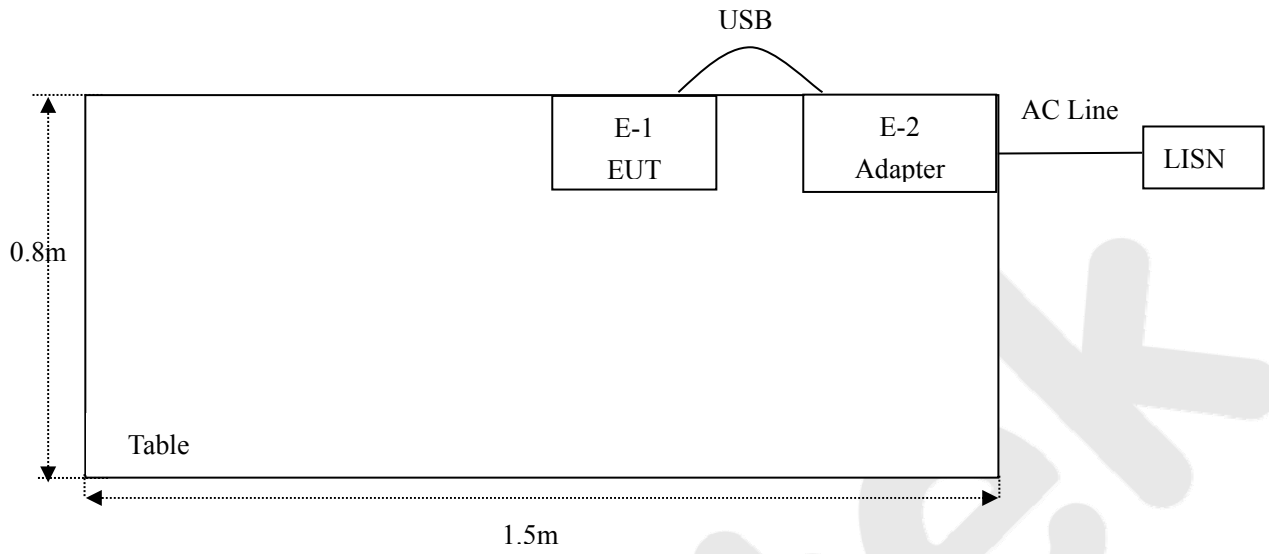 USB
E-1
EUT
E-2
Adapter
AC Line
LISN
0.8m
Table
1.5m